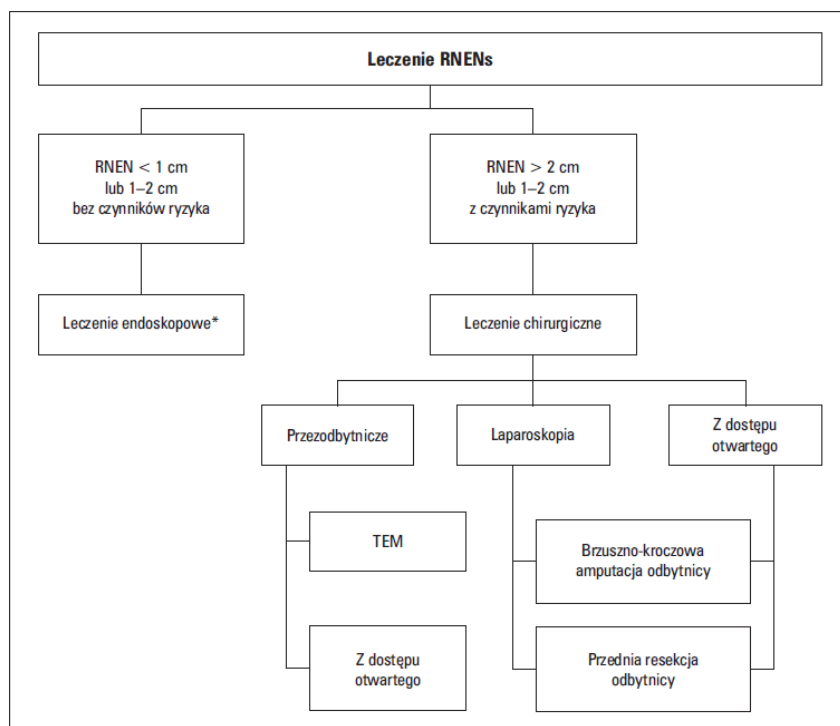 Leczenie RNENs
RNEN < 1 cm
lub 1–2 cm
bez czynników ryzyka
RNEN > 2 cm
lub 1–2 cm
z czynnikami ryzyka
Leczenie endoskopowe*
Leczenie chirurgiczne
Przezodbytnicze
Laparoskopia
Z dostępu
otwartego
TEM
Brzuszno-kroczowa
amputacja odbytnicy
Z dostępu
otwartego
Przednia resekcja
odbytnicy